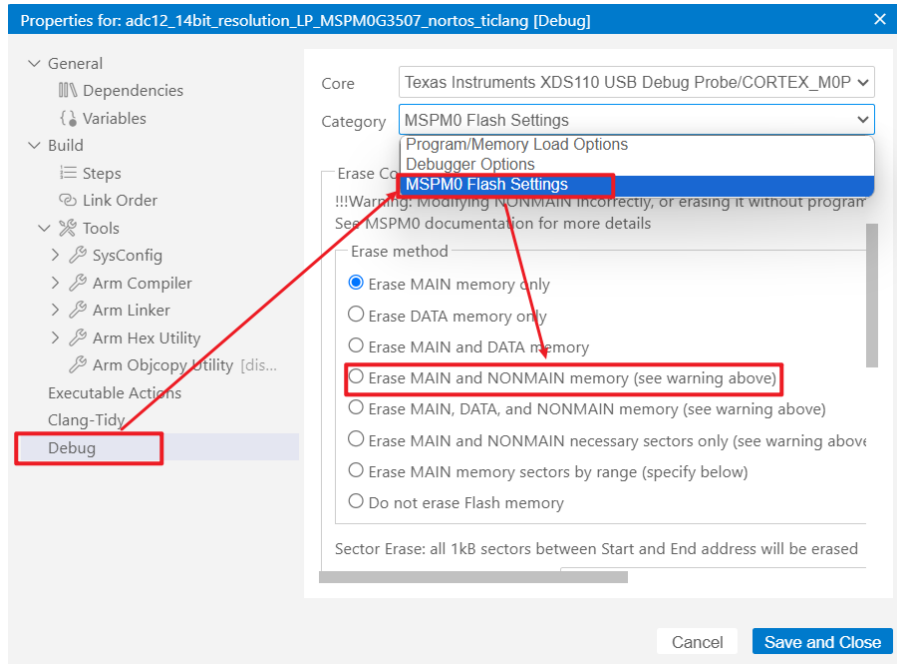 Properties for: adc12_14bit_resolution_LP_MSPM0G3507_nortos_ticlang [Debug]
General
Dependencies
Variables
Build
Steps
Link Order
Tools
SysConfig
Arm Compiler
Arm Linker
Arm Hex Utility
Arm Objcopy Utility [dis...
Executable Actions
Clang-Tidy
Debug
Core Texas Instruments XDS110 USB Debug Probe/CORTEX_M0P
Category MSPM0 Flash Settings
Program/Memory Load Options
Debugger Options
MSPM0 Flash Settings
Erase Co
!!!Warning: Modifying NONMAIN incorrectly, or erasing it without program
See MSPM0 documentation for more details
Erase method
Erase MAIN memory only
Erase DATA memory only
Erase MAIN and DATA memory
Erase MAIN and NONMAIN memory (see warning above)
Erase MAIN, DATA, and NONMAIN memory (see warning above)
Erase MAIN and NONMAIN necessary sectors only (see warning above
Erase MAIN memory sectors by range (specify below)
Do not erase Flash memory
Sector Erase: all 1kB sectors between Start and End address will be erased
Cancel Save and Close